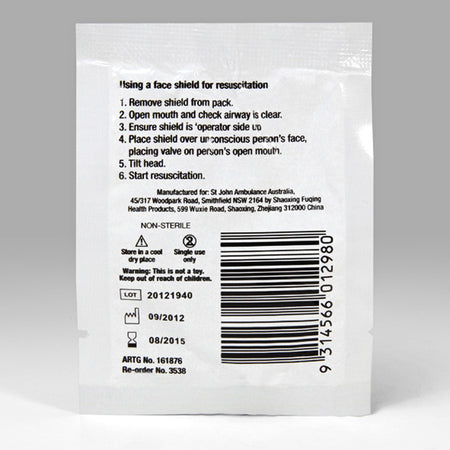 Using a face shield for resuscitation
1. Remove shield from pack.
2. Open mouth and check airway is clear.
3. Ensure shield is 'operator side up
4. Place shield over unconscious person's face,
placing valve on person's open mouth.
5. Tilt head.
6. Start resuscitation.
Manufactured for: St John Ambulance Australia,
45/317 Woodpark Road, Smithfield NSW 2164 by Shaoxing Fuqing
Health Products, 599 Wuxie Road, Shaoxing, Zhejiang 312000 China
NON-STERILE
Store in a cool
dry place
2
Single use
only
Warning: This is not a toy.
Keep out of reach of children.
LOT 20121940
09/2012
08/2015
ARTG No. 161876
Re-order No. 3538
9 314566 012980